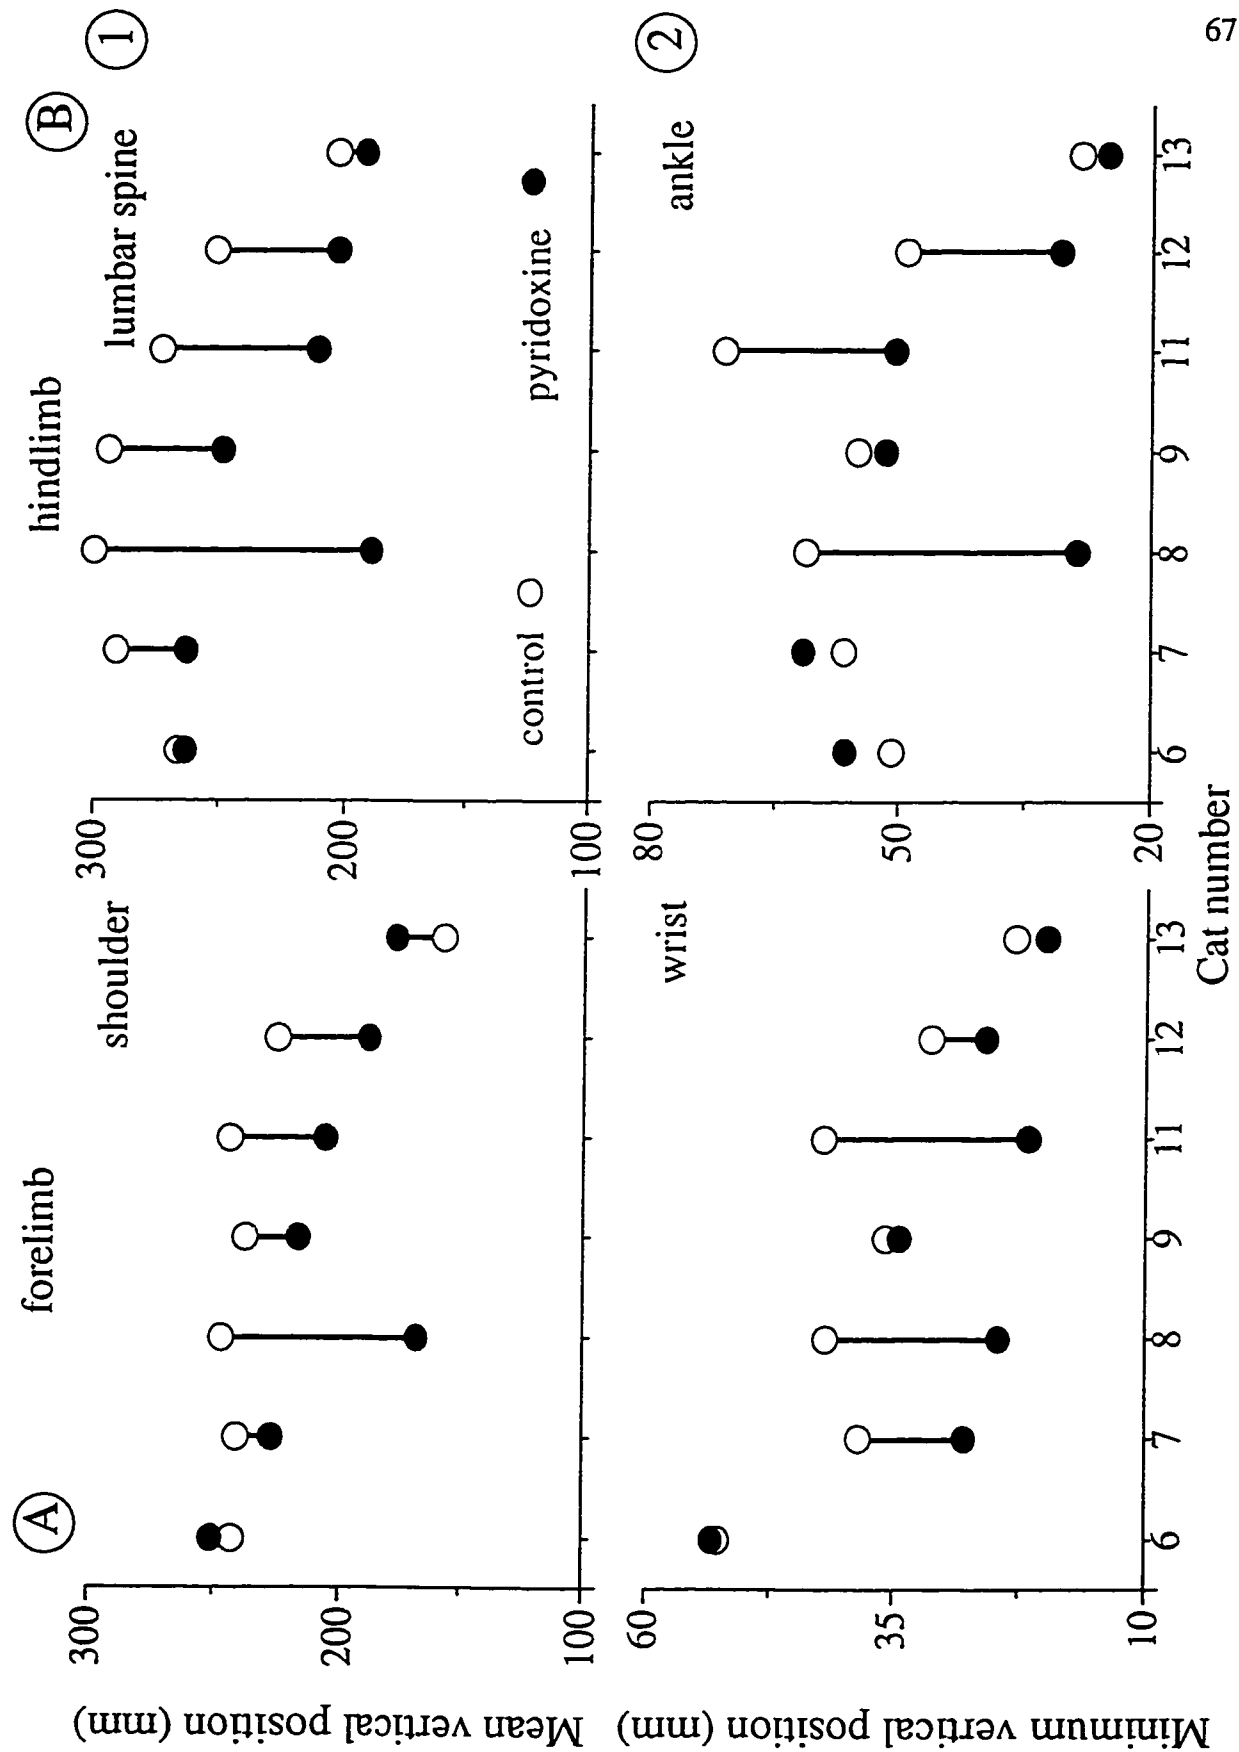 67
A
B
forelimb
hindlimb
1
shoulder
lumbar spine
Mean vertical position (mm)
300
200
100
300
200
100
control
pyridoxine
2
wrist
ankle
Minimum vertical position (mm)
60
35
10
80
50
20
6 7 8 9 11 12 13
6 7 8 9 11 12 13
Cat number